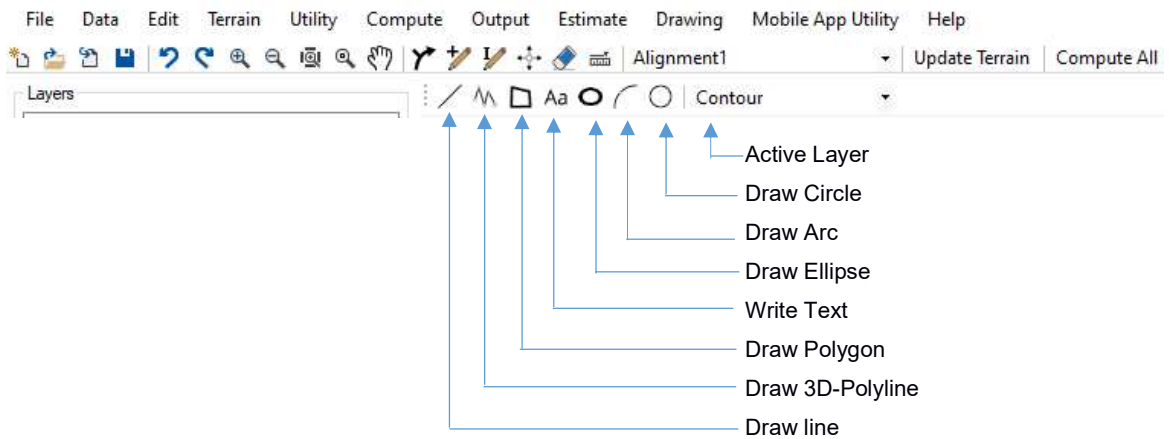 File Data Edit Terrain Utility Compute Output Estimate Drawing Mobile App Utility Help
Alignment1 Update Terrain Compute All
Layers Aa Contour
Active Layer
Draw Circle
Draw Arc
Draw Ellipse
Write Text
Draw Polygon
Draw 3D-Polyline
Draw line